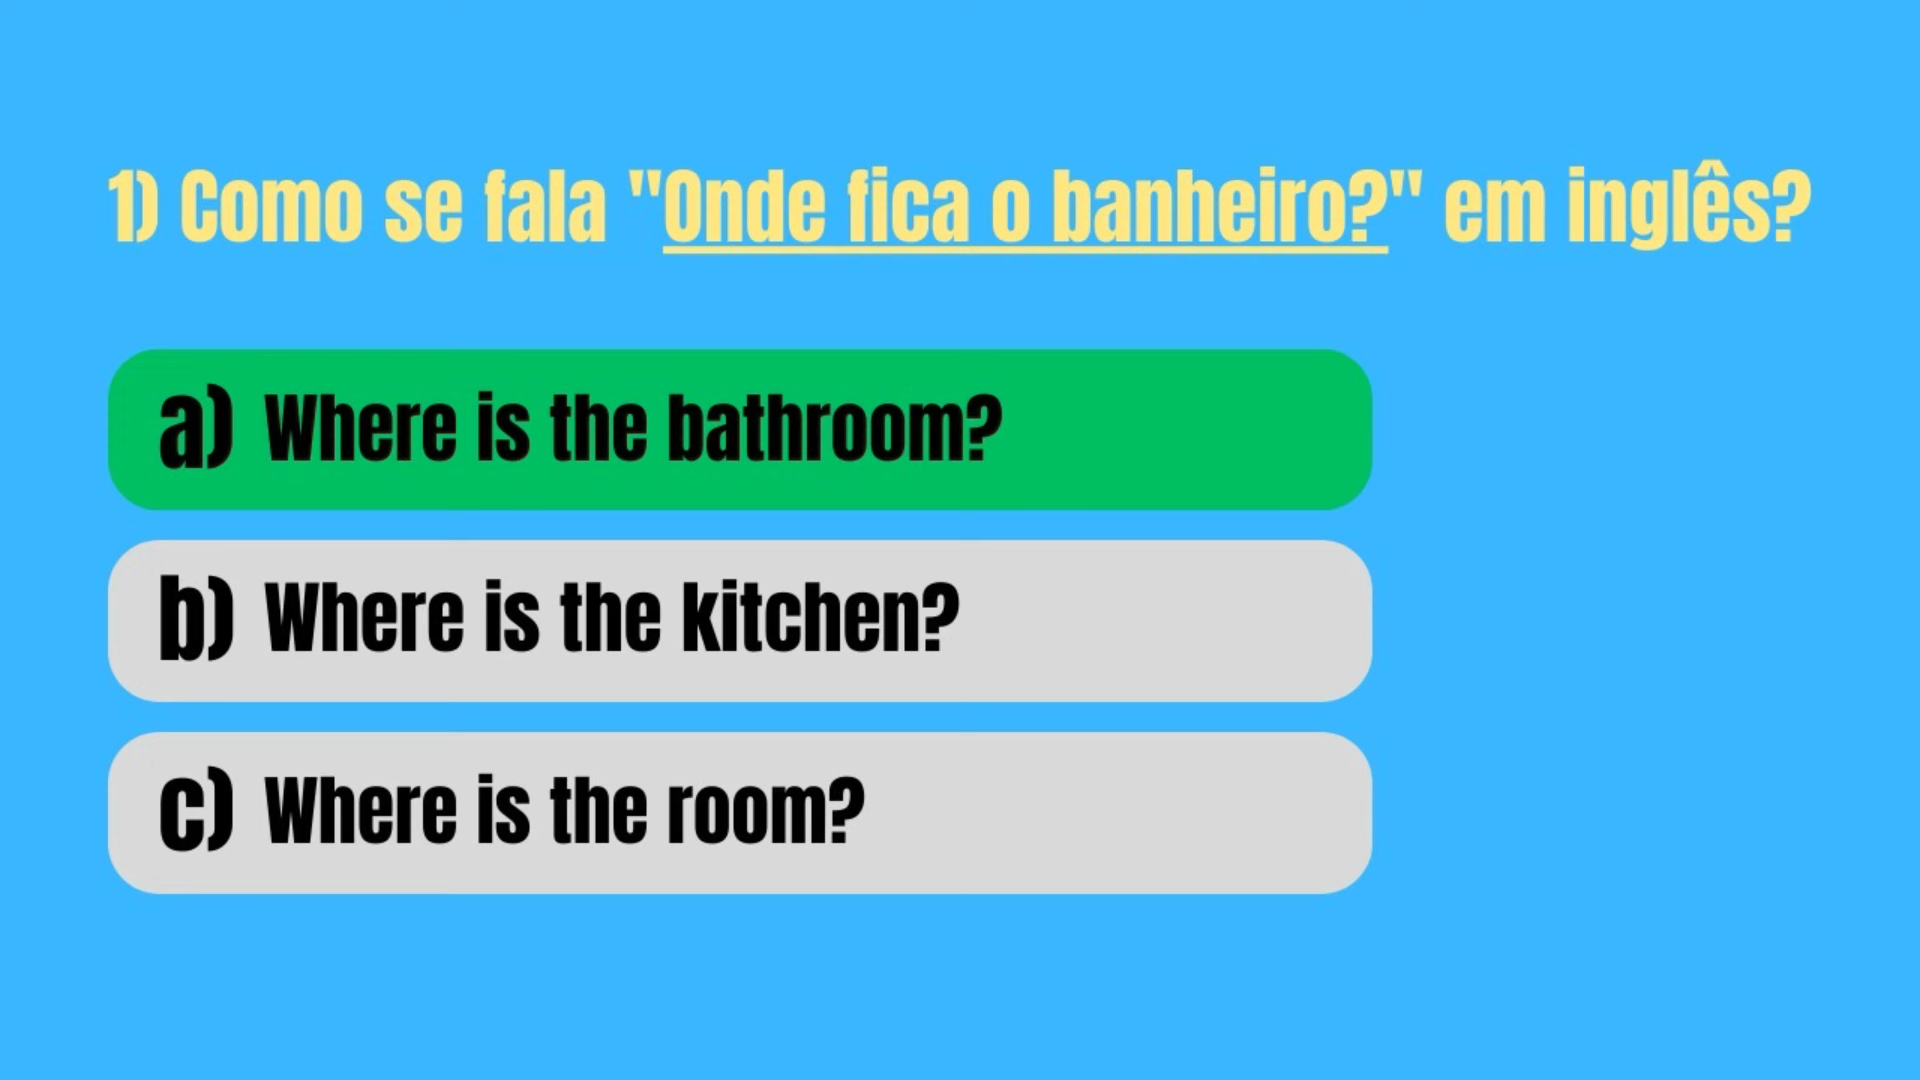 1) Como se fala "Onde fica o banheiro?" em inglês?
a) Where is the bathroom?
b) Where is the kitchen?
c) Where is the room?